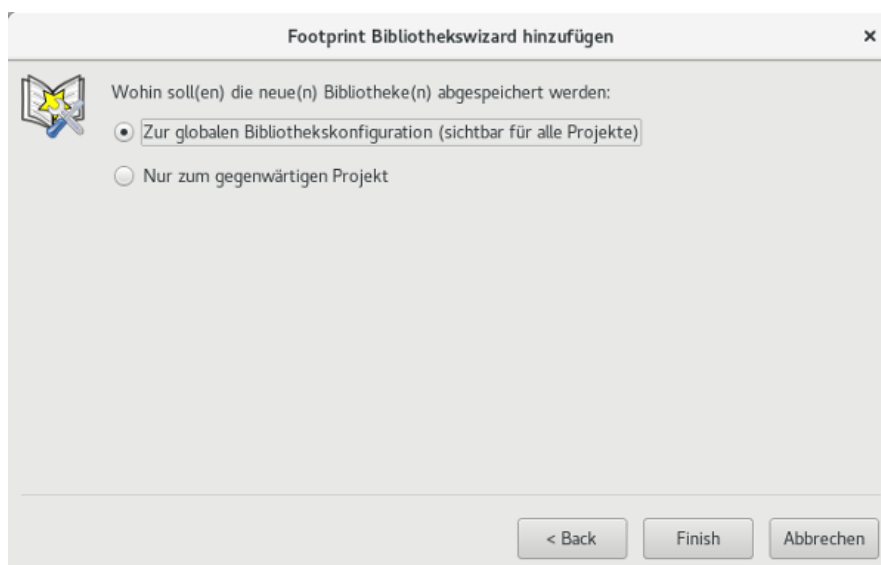 Footprint Bibliothekswizard hinzufügen
Wohin soll(en) die neue(n) Bibliotheke(n) abgespeichert werden:
Zur globalen Bibliothekskonfiguration (sichtbar für alle Projekte)
Nur zum gegenwärtigen Projekt
< Back Finish Abbrechen